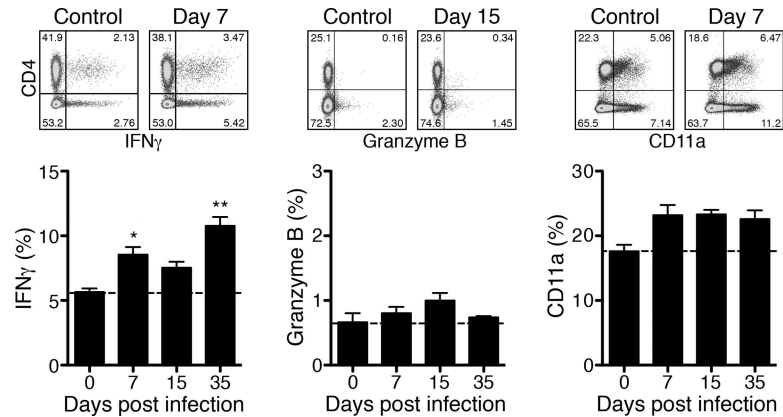 Control Day 7 Control Day 15 Control Day 7
41.9 2.13 38.1 3.47 25.1 0.16 23.6 0.34 22.3 5.06 18.6 6.47
CD4
53.2 2.76 53.0 5.42 72.5 2.30 74.6 1.45 65.5 7.14 63.7 11.2
IFNγ Granzyme B CD11a
15
10
5
0
IFNγ (%)
* **
0 7 15 35
Days post infection
3
2
1
0
Granzyme B (%)
0 7 15 35
Days post infection
30
20
10
0
CD11a (%)
0 7 15 35
Days post infection